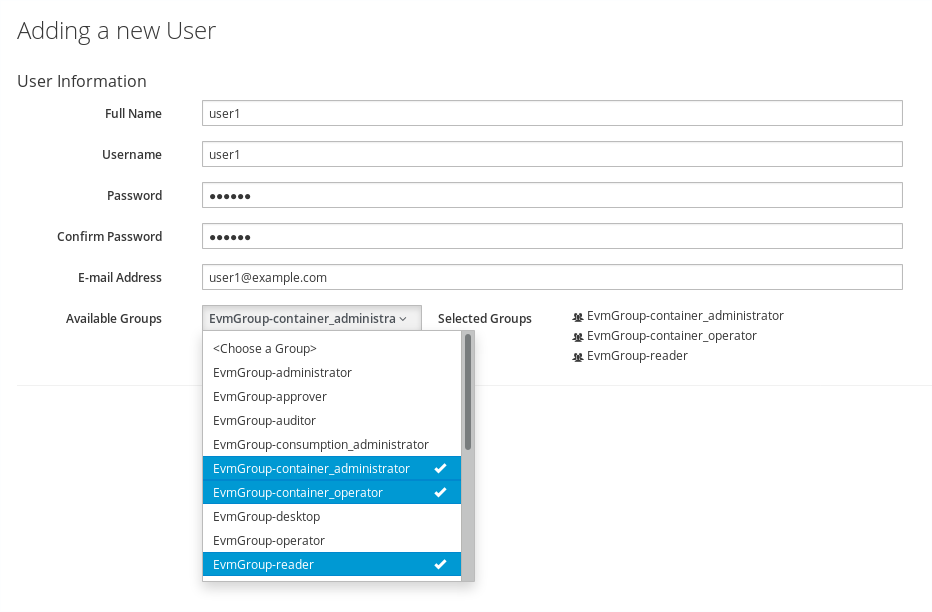 Adding a new User
User Information
Full Name user1
Username user1
Password ••••••
Confirm Password ••••••
E-mail Address user1@example.com
Available Groups EvmGroup-container_administra Selected Groups EvmGroup-container_administrator
EvmGroup-container_operator
EvmGroup-reader
<Choose a Group>
EvmGroup-administrator
EvmGroup-approver
EvmGroup-auditor
EvmGroup-consumption_administrator
EvmGroup-container_administrator
EvmGroup-container_operator
EvmGroup-desktop
EvmGroup-operator
EvmGroup-reader